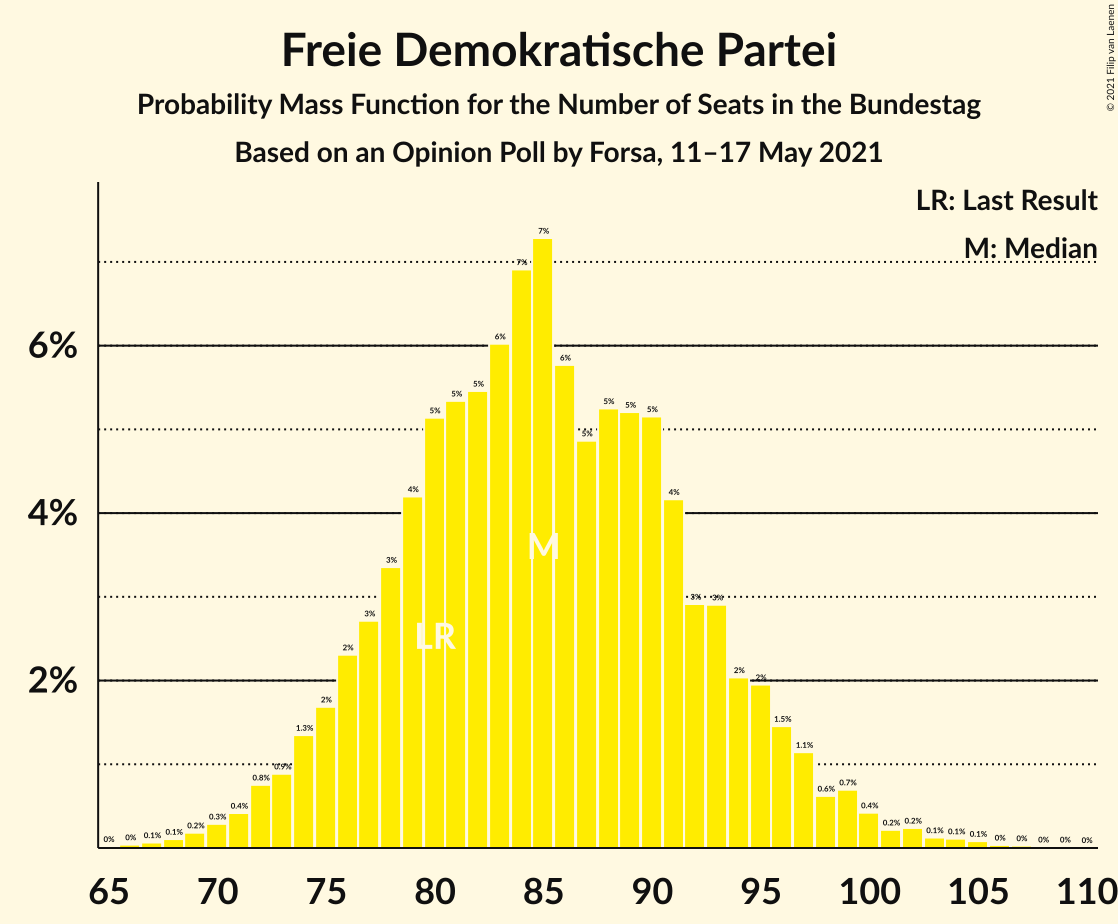 Freie Demokratische Partei
Probability Mass Function for the Number of Seats in the Bundestag
Based on an Opinion Poll by Forsa, 11–17 May 2021
© 2021 Filip van Laenen
LR: Last Result
M: Median
6%
4%
2%
0% 0% 0.1% 0.1% 0.2% 0.3% 0.4% 0.8% 0.9% 1.3% 2% 2% 3% 3% 4% 5% 5% 5% 6% 7% 7% 6% 5% 5% 5% 5% 4% 3% 3% 2% 2% 1.5% 1.1% 0.6% 0.7% 0.4% 0.2% 0.2% 0.1% 0.1% 0.1% 0% 0% 0% 0% 0%
M
LR
65 70 75 80 85 90 95 100 105 110